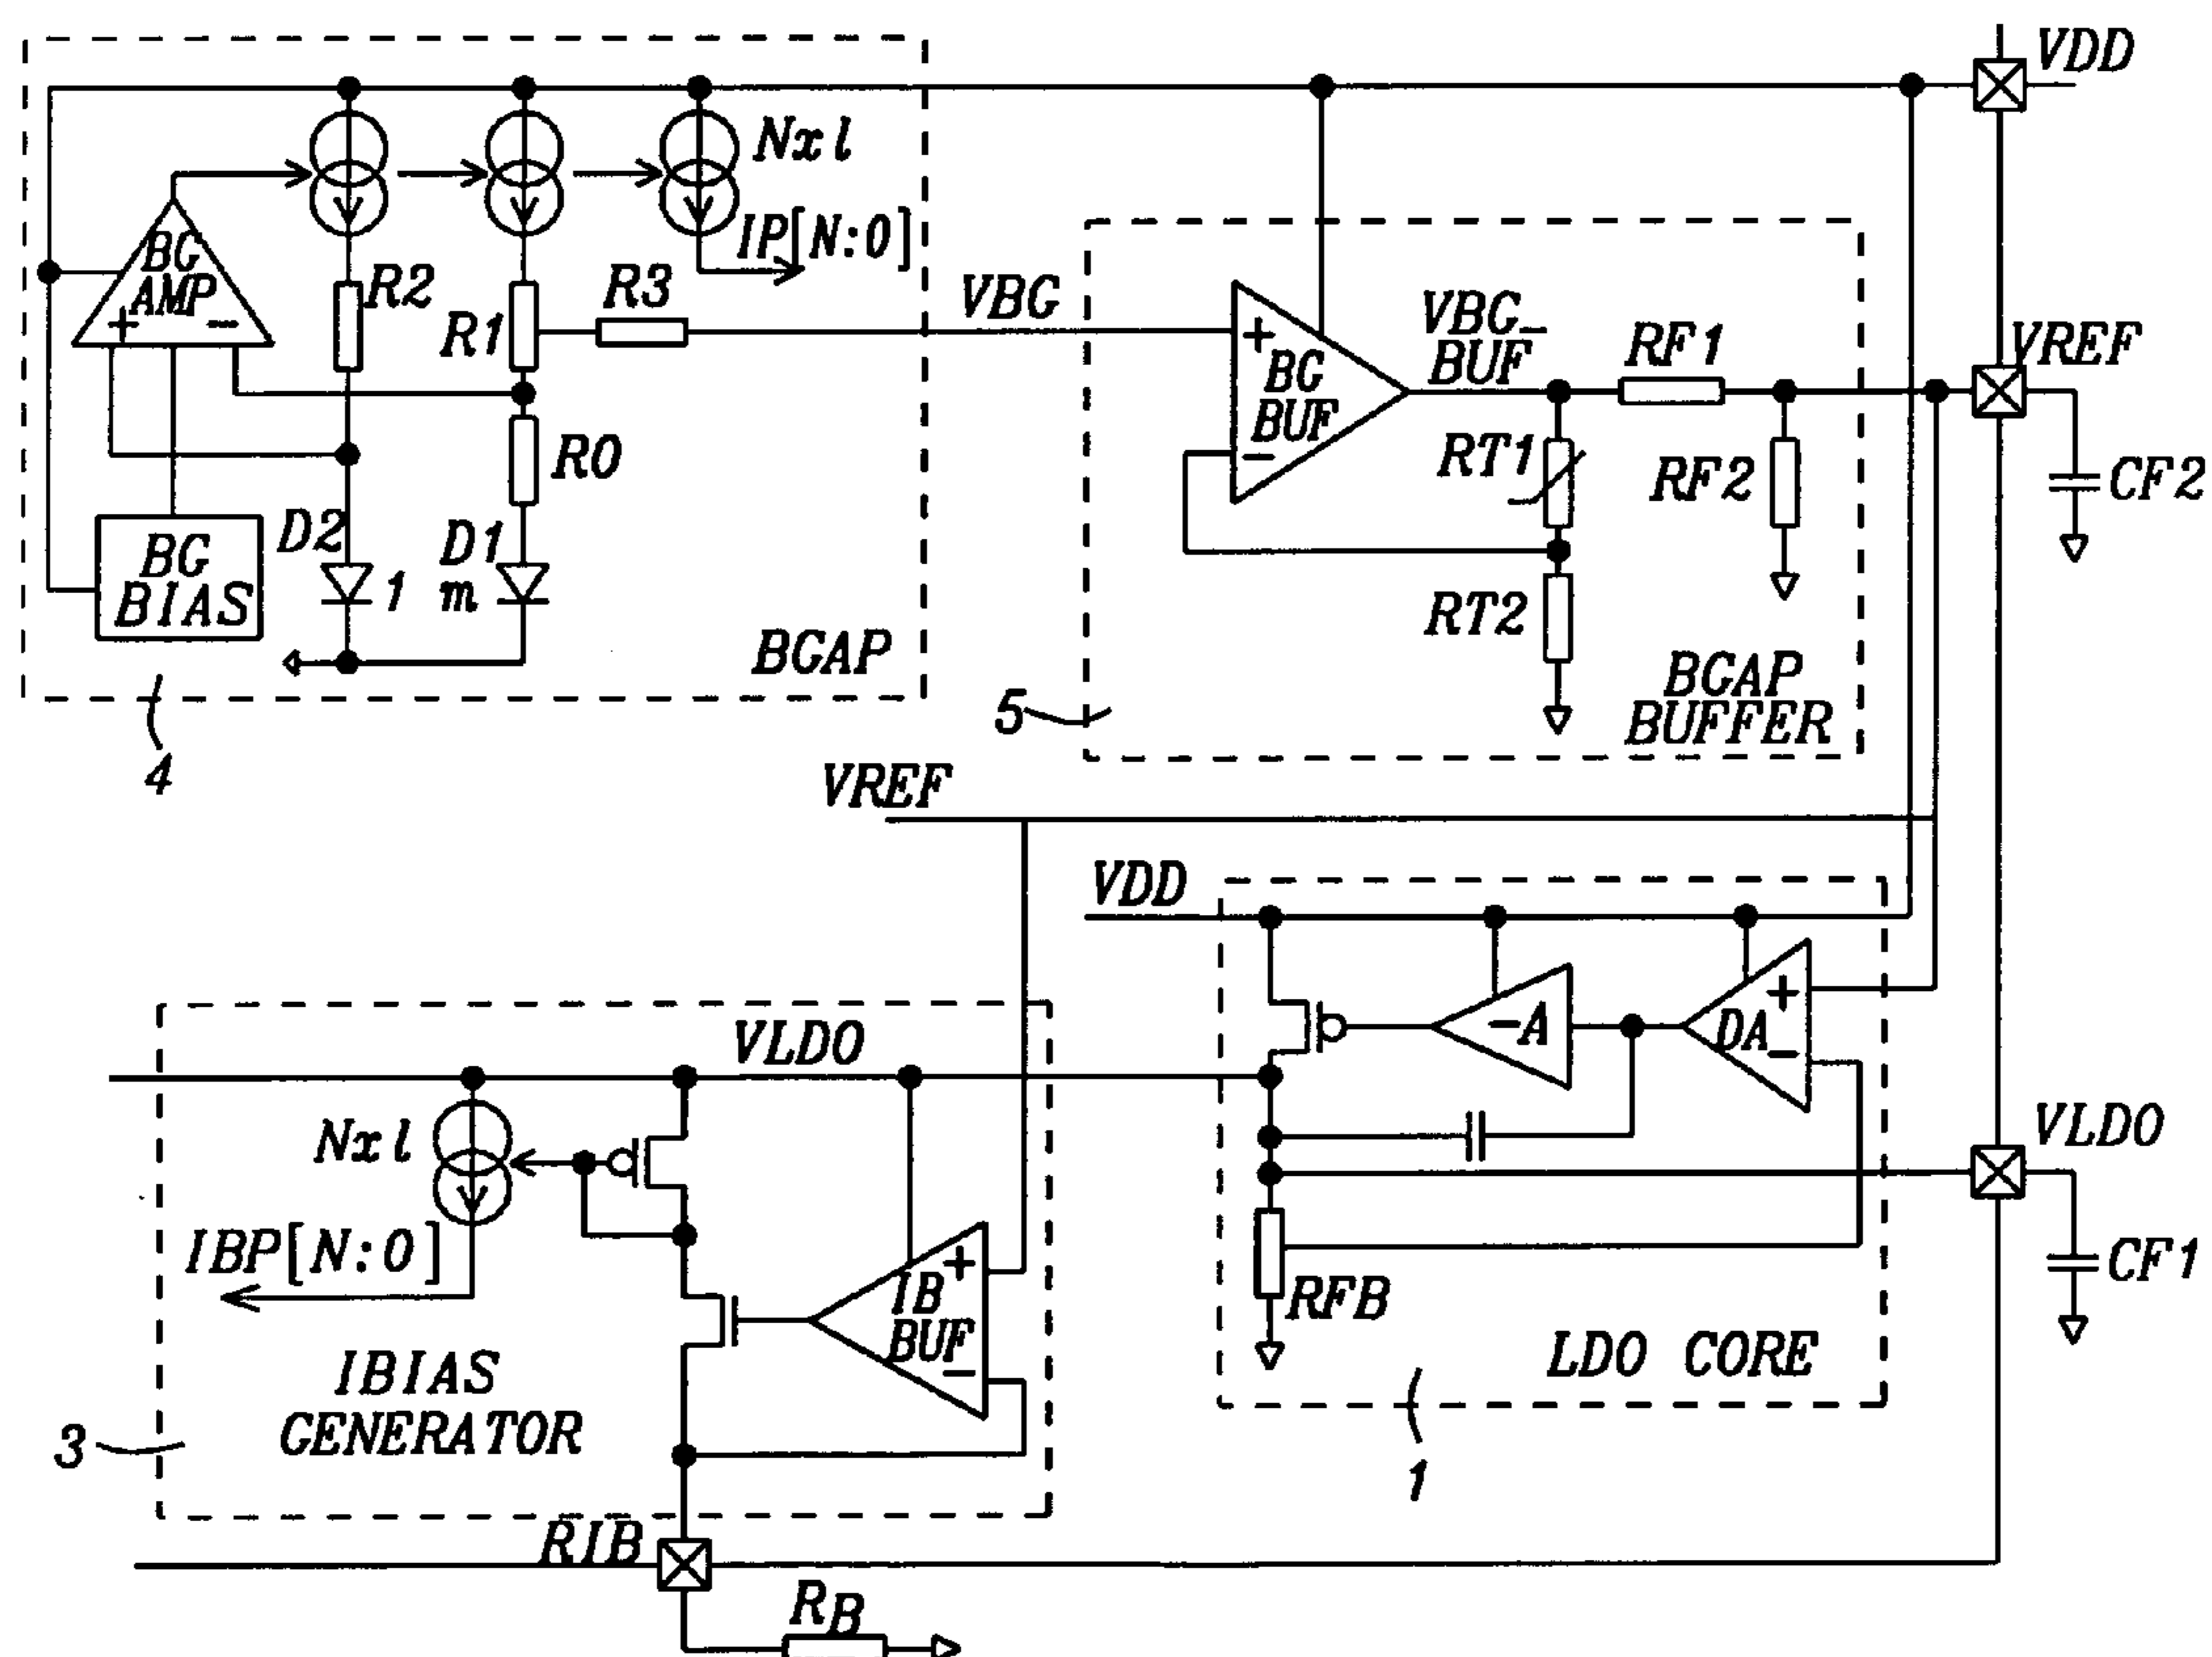 VDD
Nxl
BG
AMP
+ −
IP[N:0]
R2
R1
R3
VBG
VBG_
BUF
RF1
VREF
+
BG
BUF
−
R0
RT1
RF2
CF2
D2
D1
1
m
BG
BIAS
RT2
BGAP
BGAP
BUFFER
5
4
VREF
VDD
+
-A
DA
−
VLDO
Nxl
VLDO
IBP[N:0]
+
IB
BUF
−
RFB
CF1
IBIAS
GENERATOR
LDO CORE
3
1
RIB
RB